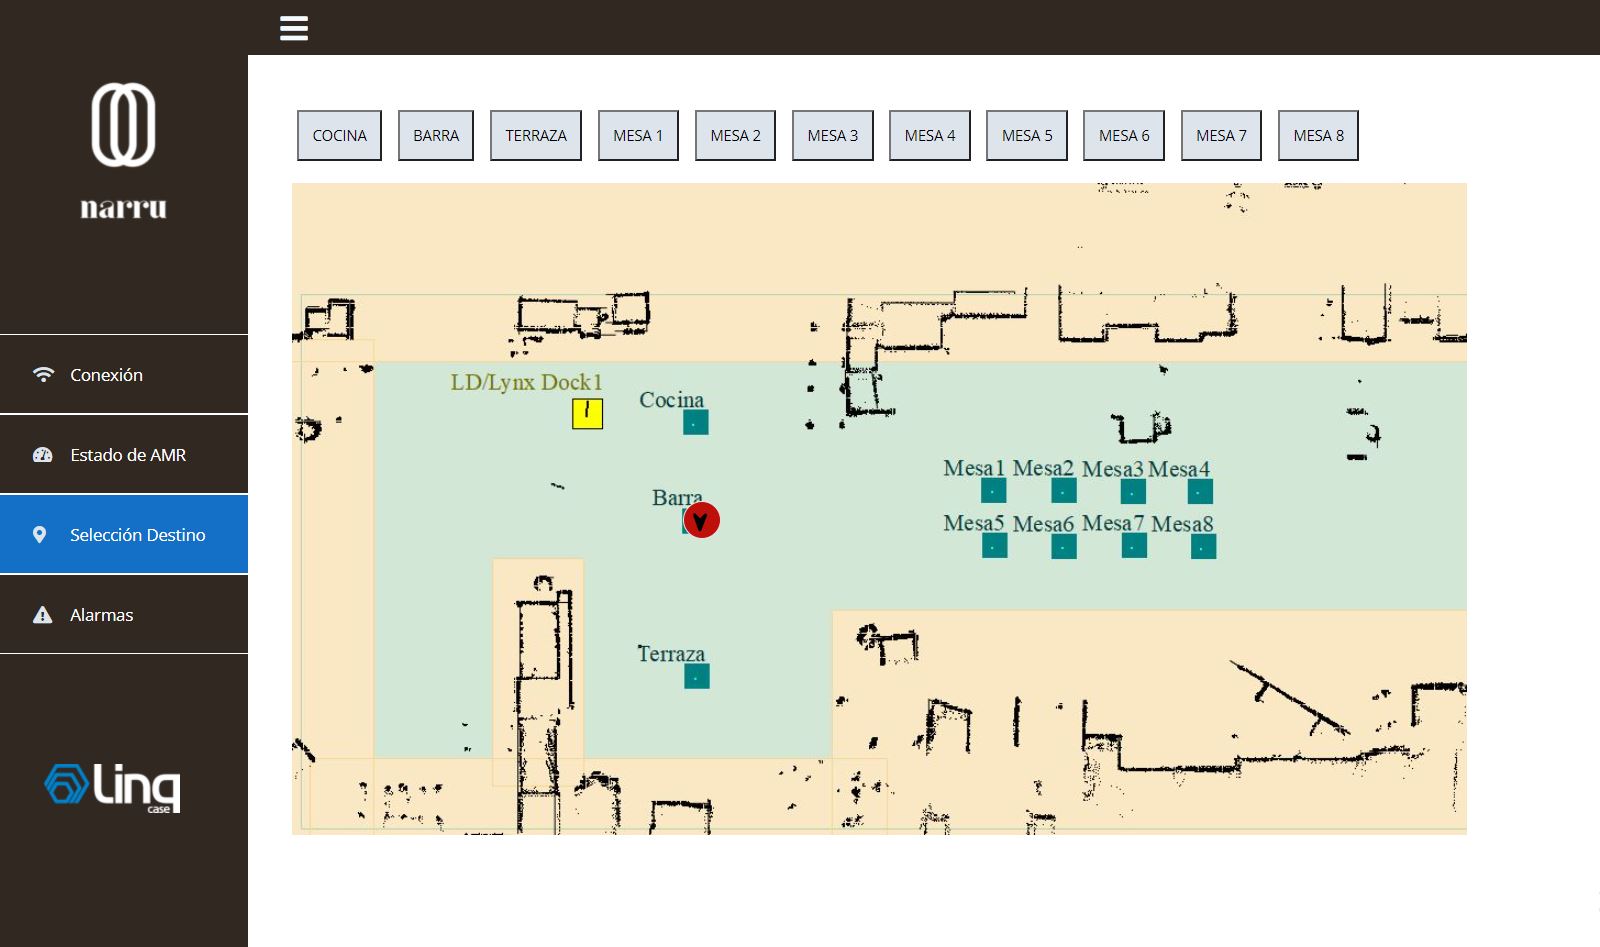 narru
Conexión
Estado de AMR
Selección Destino
Alarmas
Linq
case
COCINA BARRA TERRAZA MESA 1 MESA 2 MESA 3 MESA 4 MESA 5 MESA 6 MESA 7 MESA 8
LD/Lynx Dock1
Cocina
Barra
Terraza
Mesa1 Mesa2 Mesa3 Mesa4
Mesa5 Mesa6 Mesa7 Mesa8